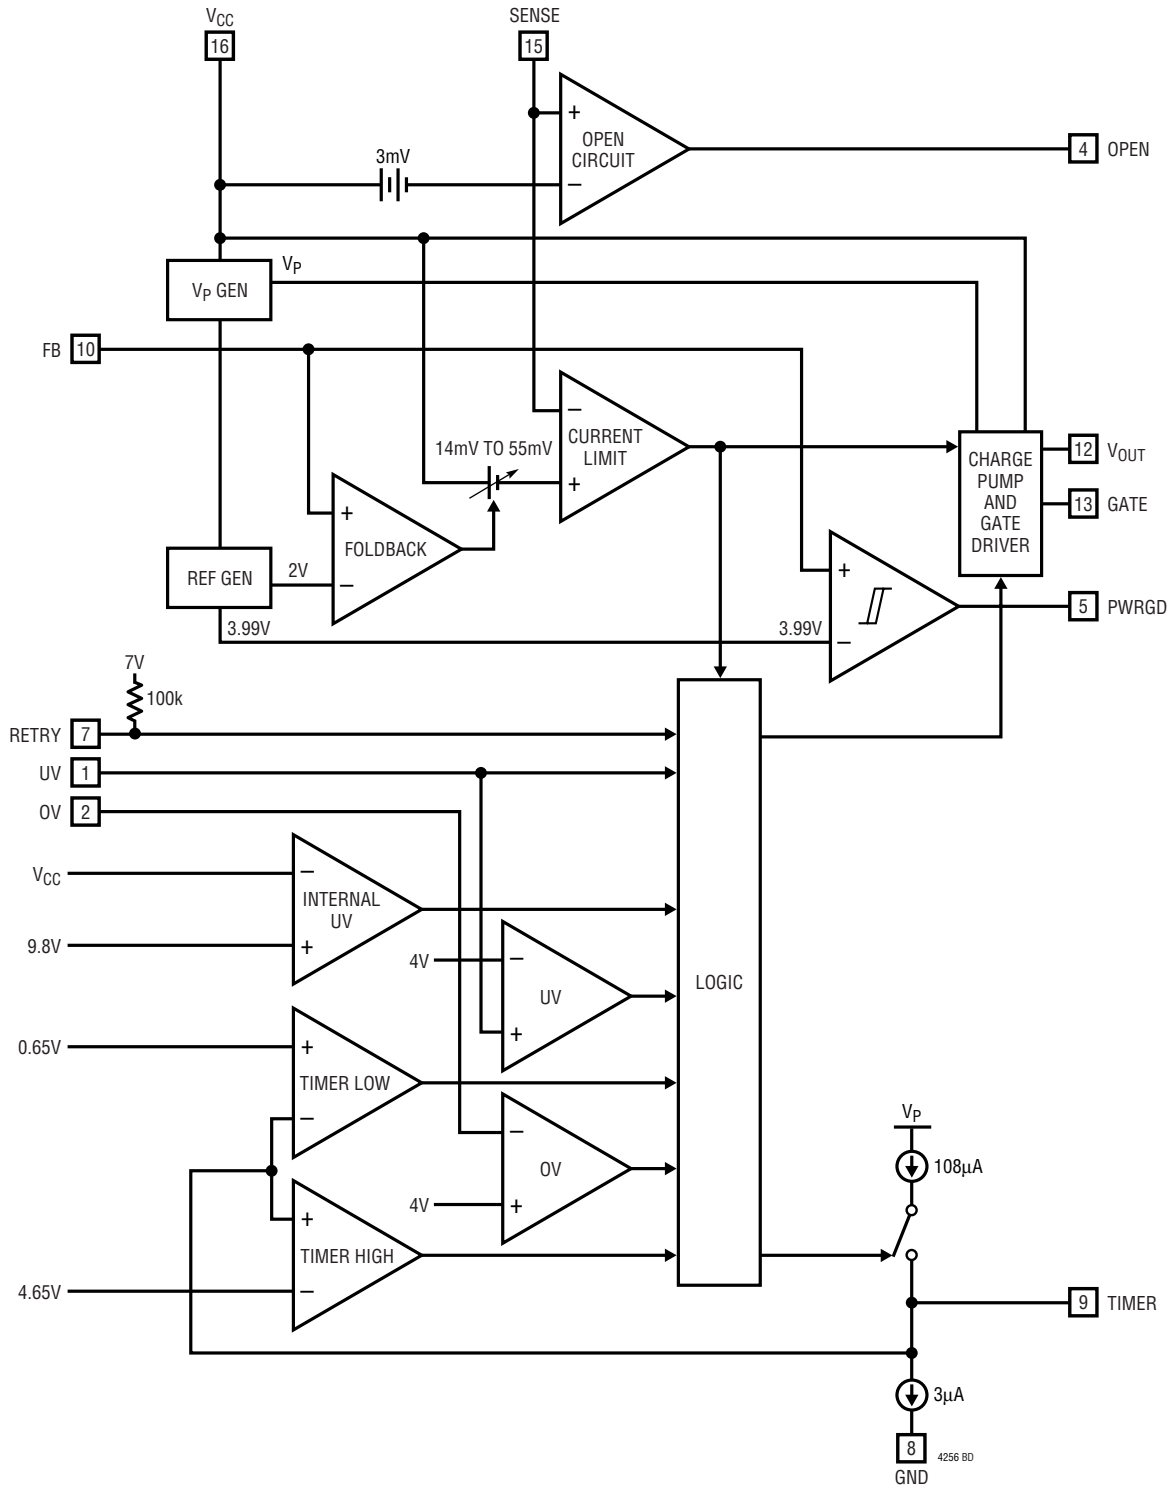 VCC
16
SENSE
15
+
OPEN
CIRCUIT
−
3mV
4
OPEN
VP GEN
VP
FB
10
14mV TO 55mV
−
CURRENT
LIMIT
+
CHARGE
PUMP
AND
GATE
DRIVER
12
VOUT
13
GATE
+
FOLDBACK
−
REF GEN
2V
3.99V
3.99V
+
−
5
PWRGD
7V
100k
RETRY
7
UV
1
OV
2
VCC
−
INTERNAL
UV
9.8V
+
4V
−
UV
+
LOGIC
0.65V
+
TIMER LOW
−
−
OV
4V
+
+
TIMER HIGH
4.65V
−
VP
108µA
9
TIMER
3µA
8
GND
4256 BD